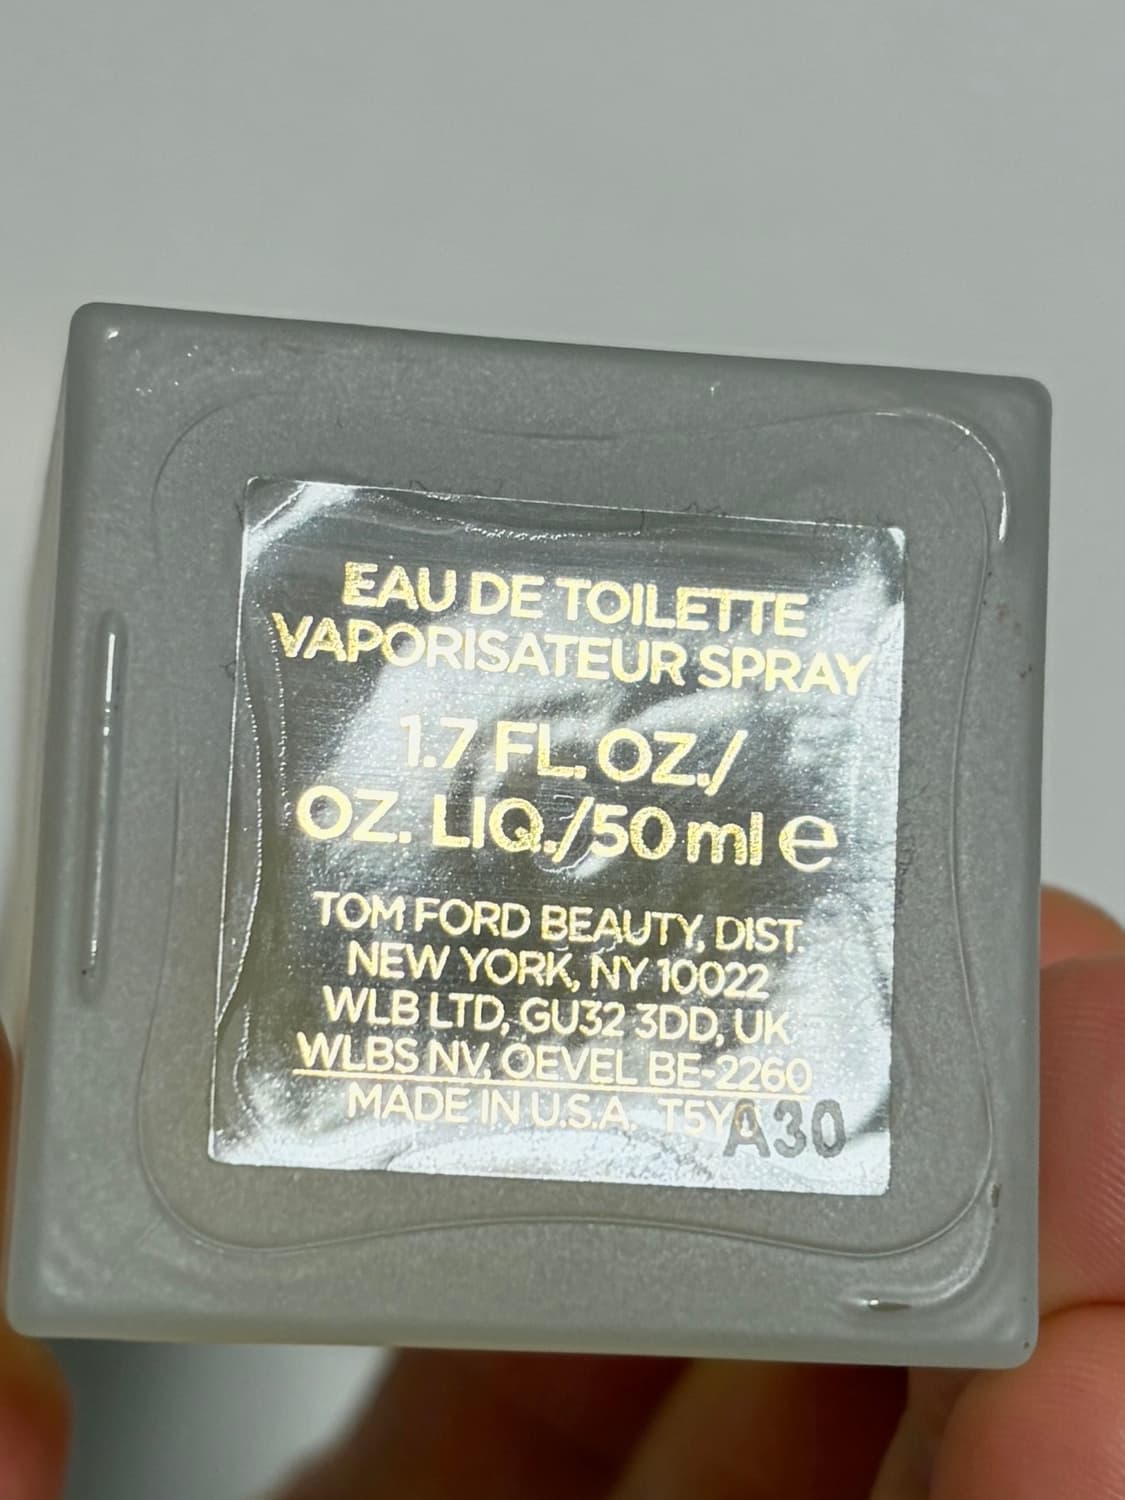 EAU DE TOILETTE
VAPORISATEUR SPRAY
1.7 FL. OZ./
OZ. LIQ./50 ml e
TOM FORD BEAUTY, DIST.
NEW YORK, NY 10022
WLB LTD, GU32 3DD, UK
WLBS NV, OEVEL BE-2260
MADE IN U.S.A.
A30